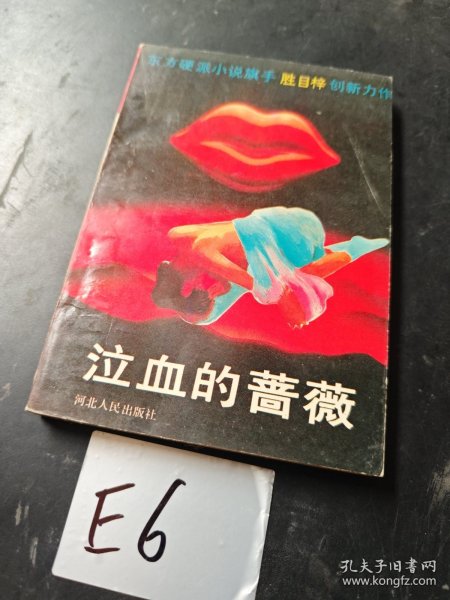 东方硬派小说旗手 胜目梓 创新力作
泣血的蔷薇
河北人民出版社
E6
孔夫子旧书网
www.kongfz.com